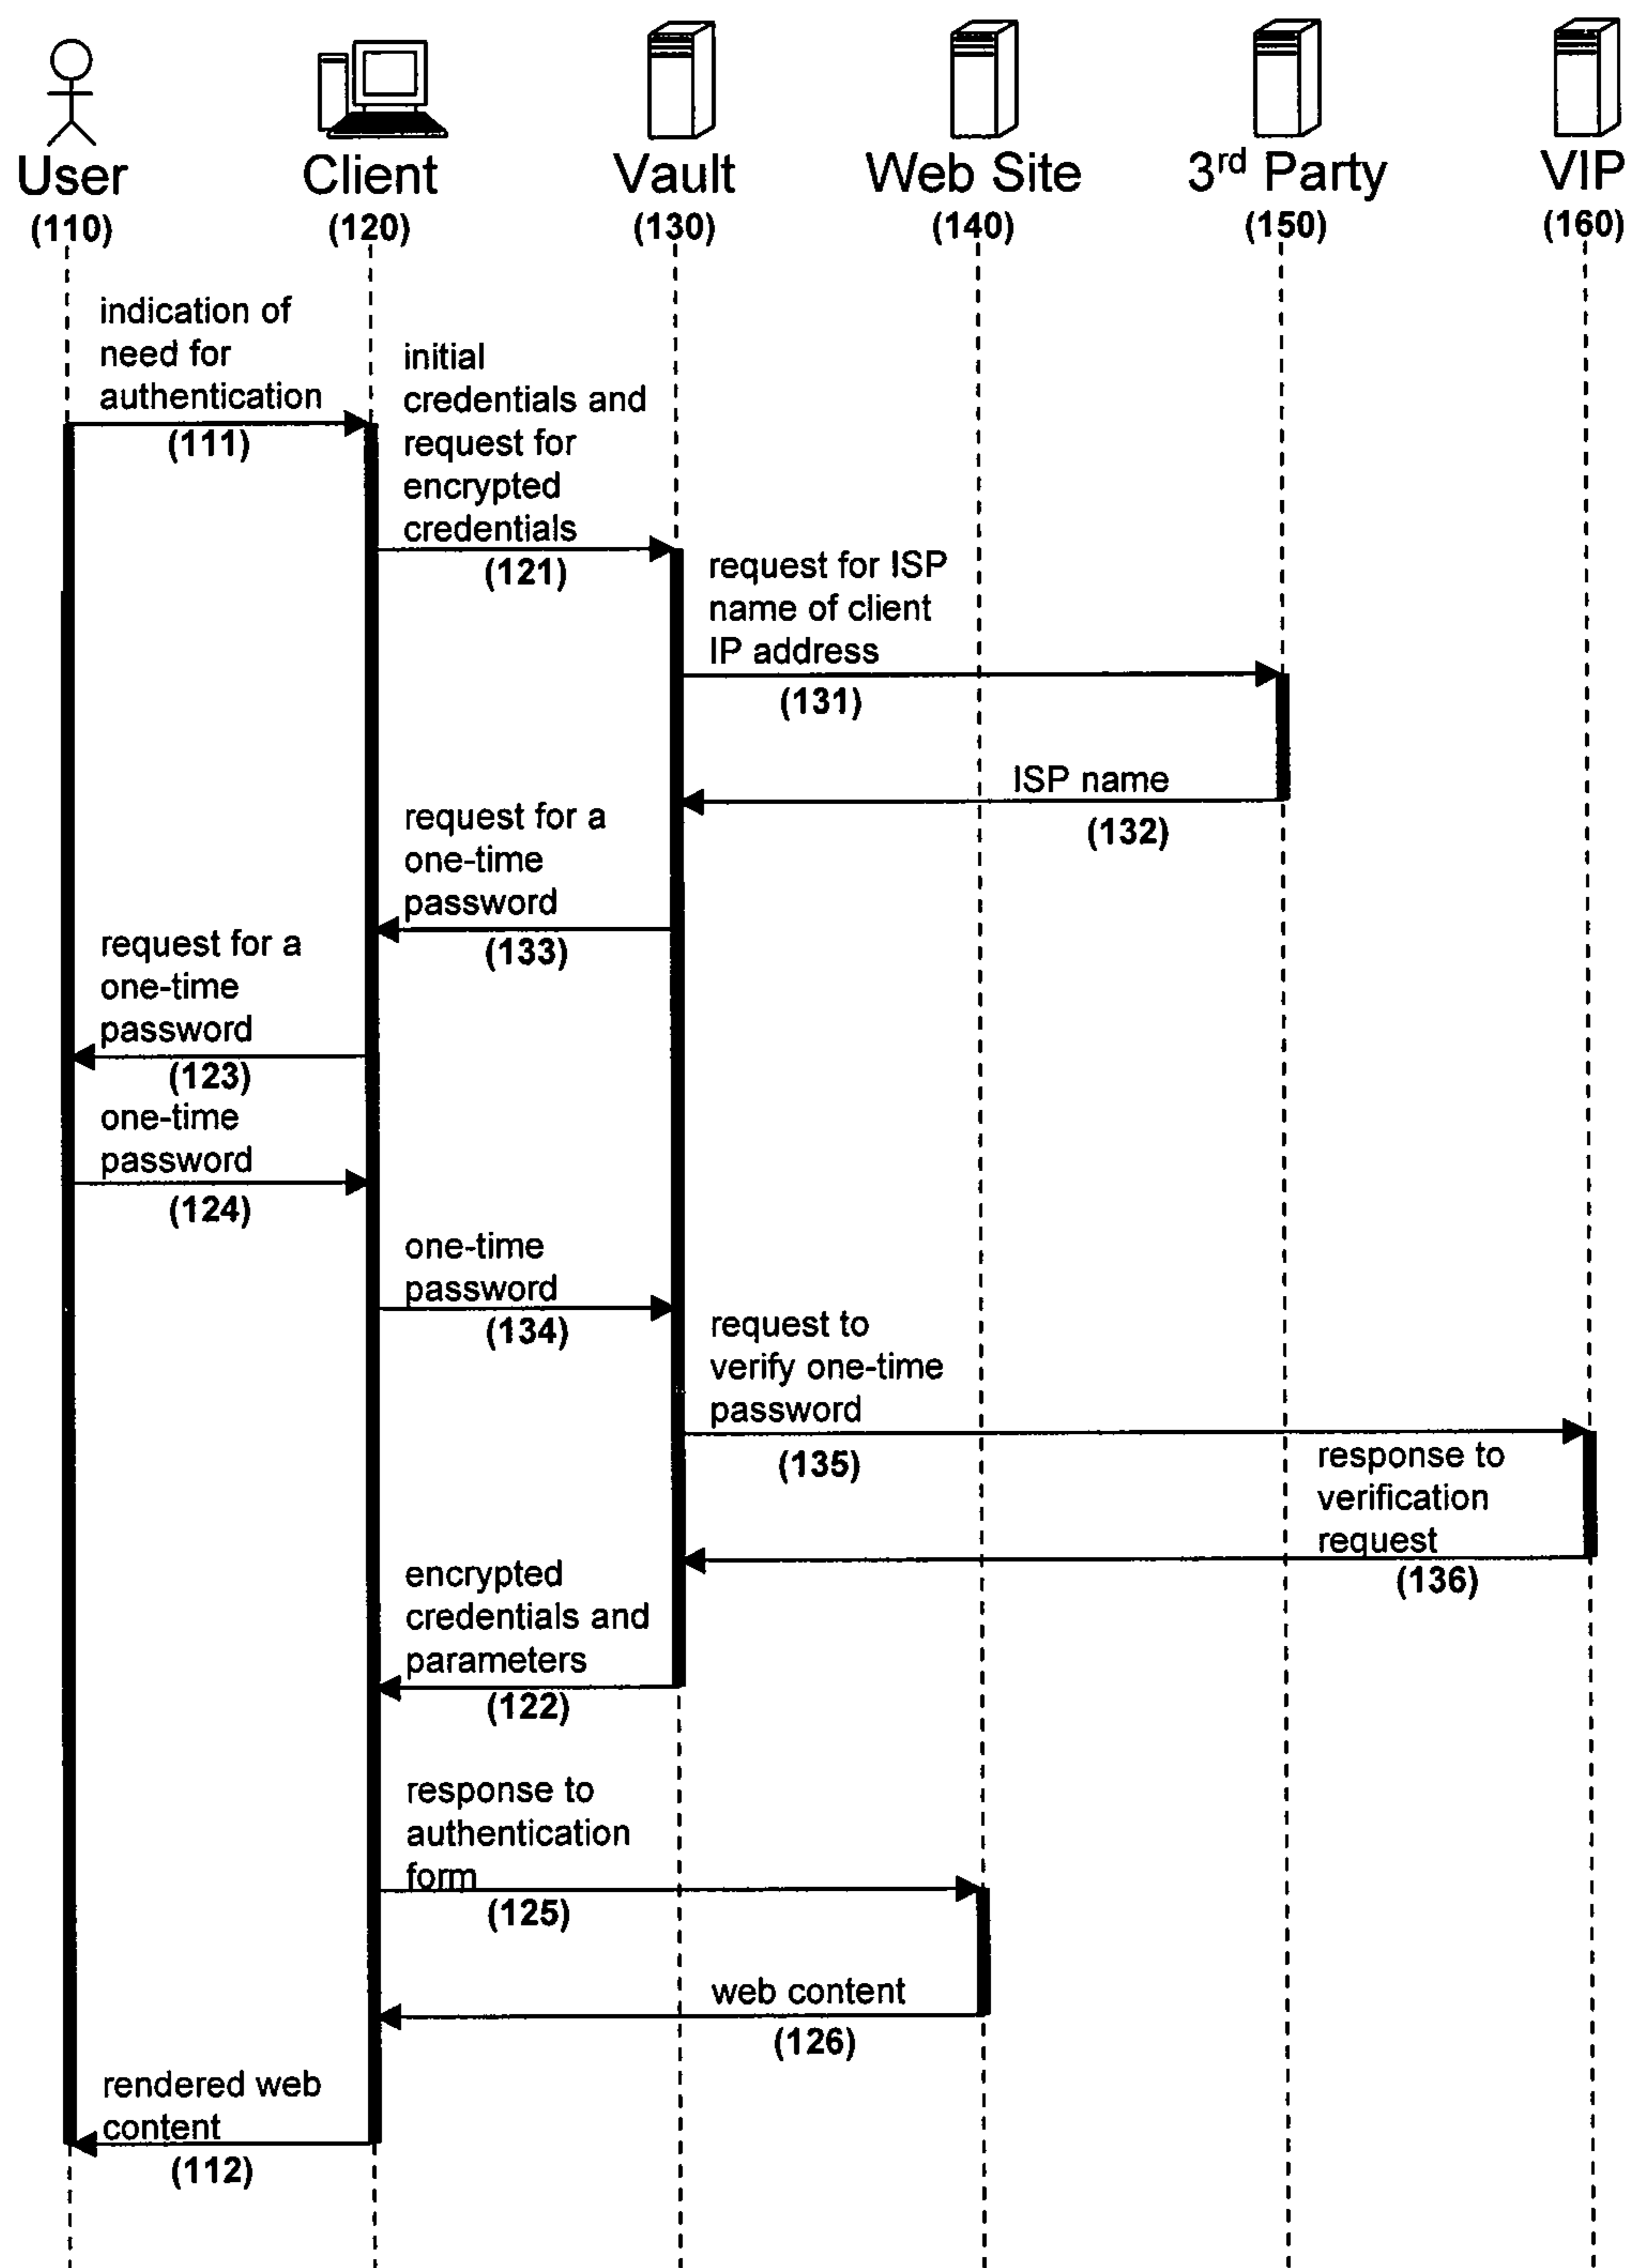 User
(110)
Client
(120)
Vault
(130)
Web Site
(140)
3rd Party
(150)
VIP
(160)
indication of
need for
authentication
(111)
initial
credentials and
request for
encrypted
credentials
(121)
request for ISP
name of client
IP address
(131)
ISP name
(132)
request for a
one-time
password
(133)
request for a
one-time
password
(123)
one-time
password
(124)
one-time
password
(134)
request to
verify one-time
password
(135)
response to
verification
request
(136)
encrypted
credentials and
parameters
(122)
response to
authentication
form
(125)
web content
(126)
rendered web
content
(112)